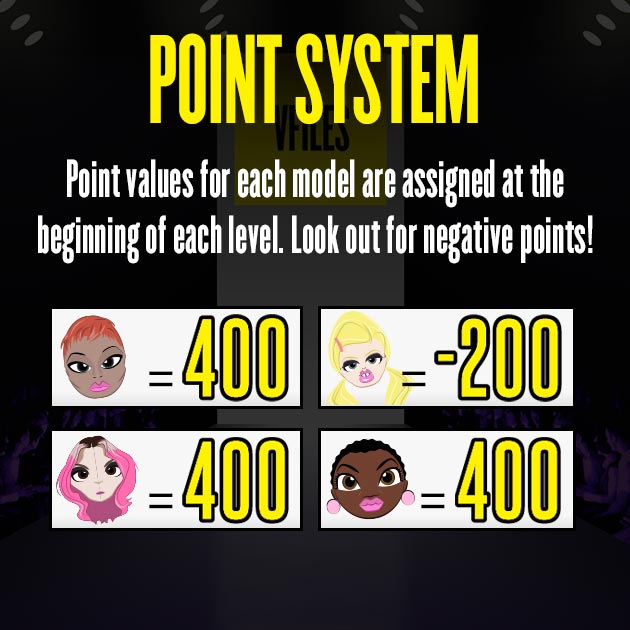 POINT SYSTEM
VFILES
Point values for each model are assigned at the
beginning of each level. Look out for negative points!
= 400
= -200
= 400
= 400